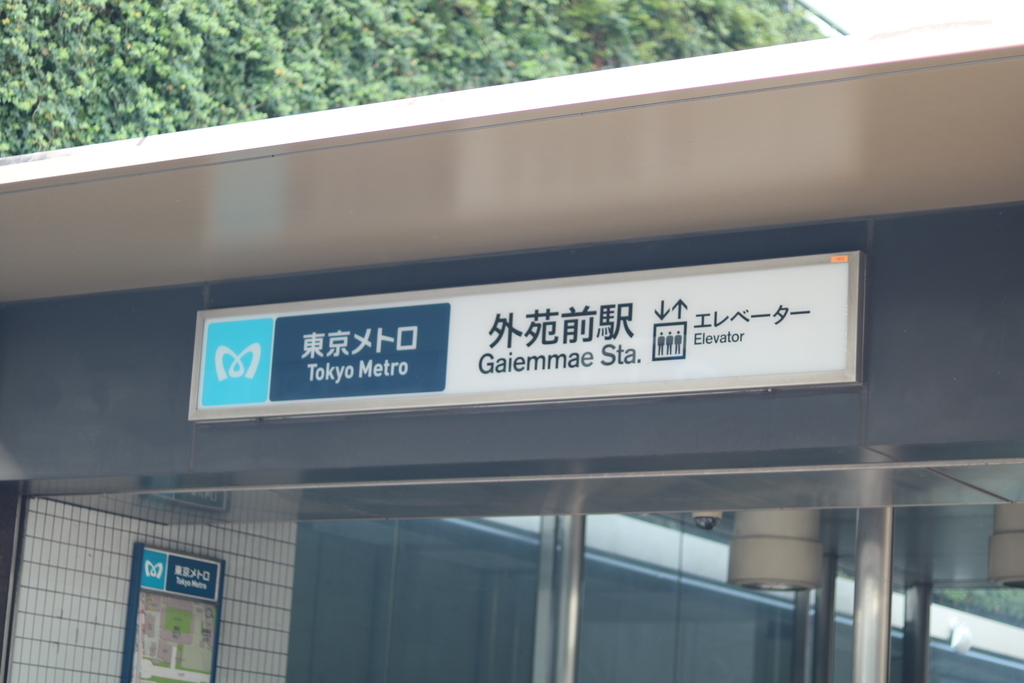 東京メトロ
Tokyo Metro
外苑前駅
Gaiemmae Sta.
エレベーター
Elevator
東京メトロ
Tokyo Metro